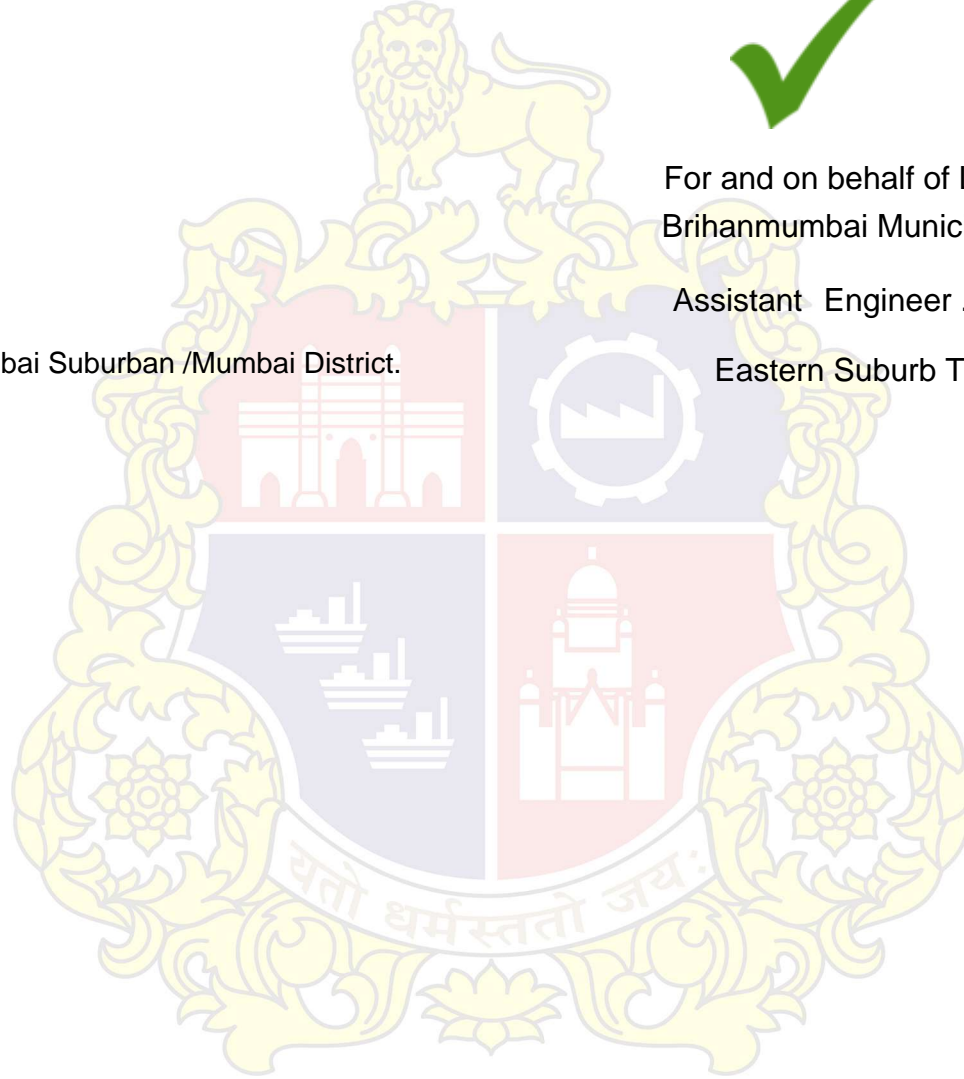 For and on behalf of
Brihanmumbai Munic
Assistant Engineer .
bai Suburban /Mumbai District.
Eastern Suburb T
यतो धर्मस्ततो जय: